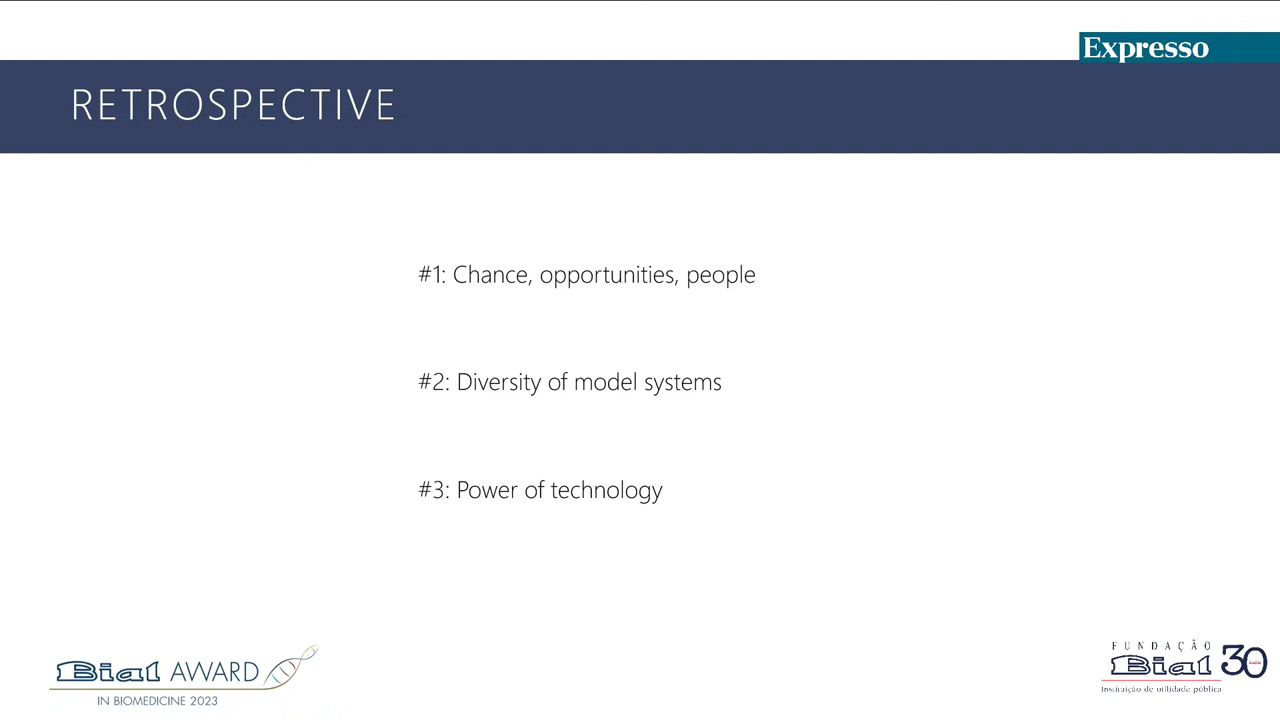 Expresso
RETROSPECTIVE
#1: Chance, opportunities, people
#2: Diversity of model systems
#3: Power of technology
Bial AWARD
IN BIOMEDICINE 2023
FUNDAÇÃO
Bial 30
Instituição de utilidade pública